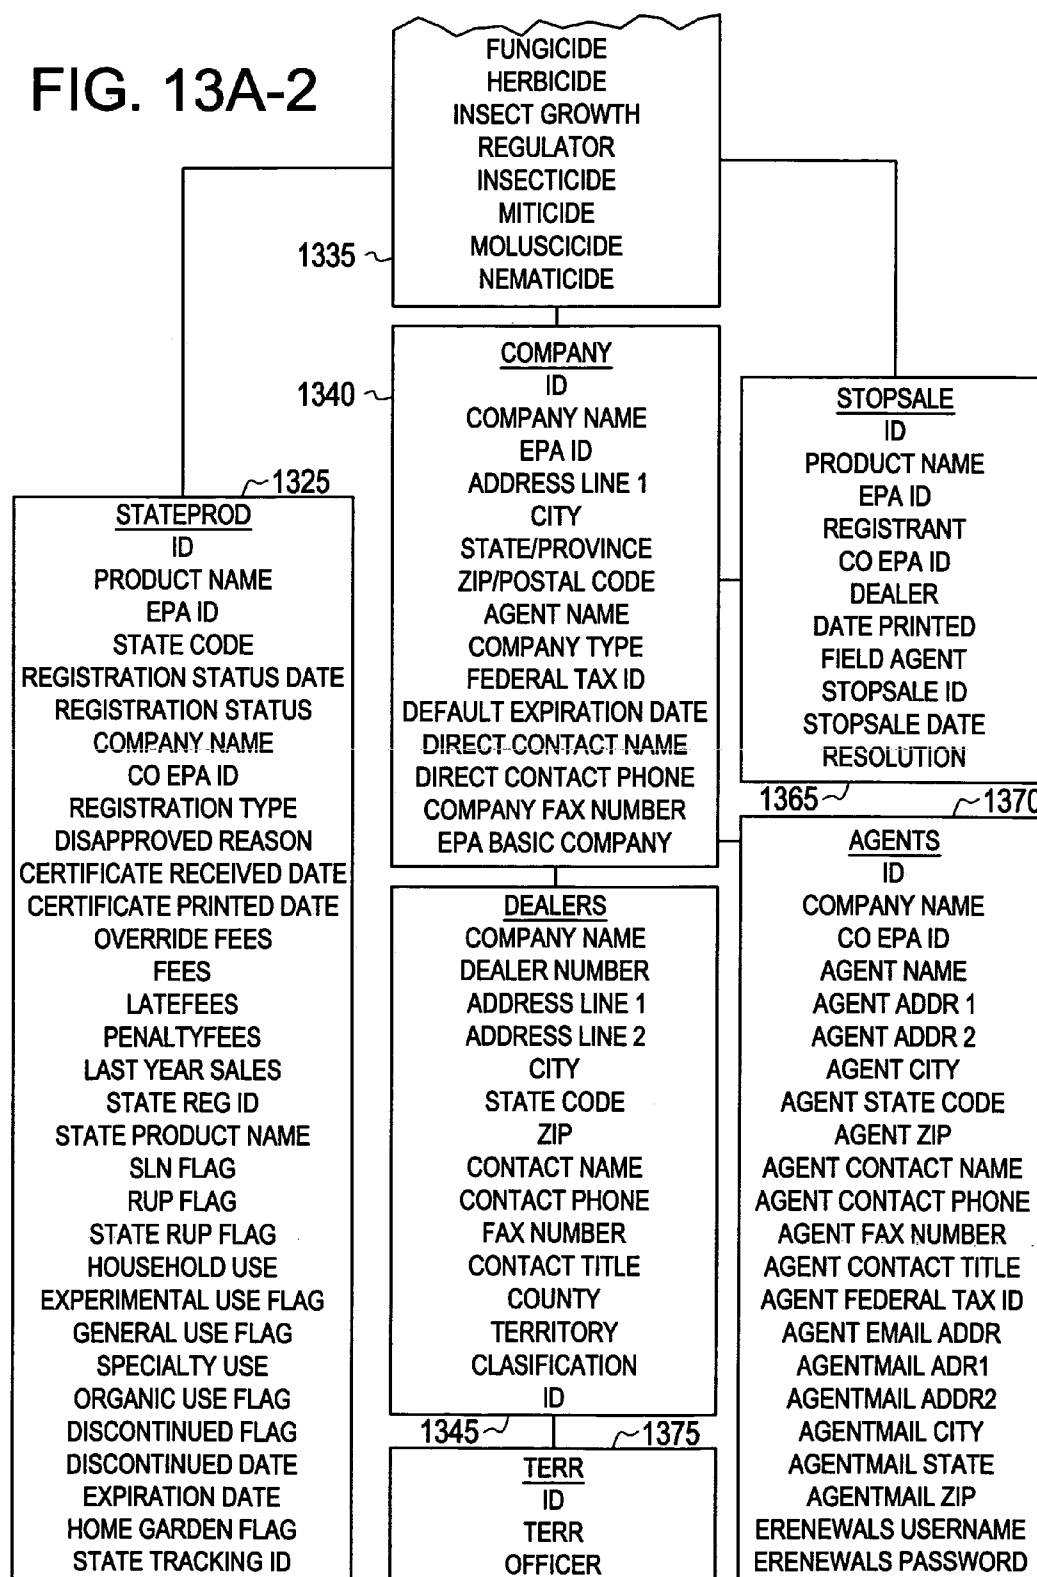 FIG. 13A-2
FUNGICIDE
HERBICIDE
INSECT GROWTH
REGULATOR
INSECTICIDE
MITICIDE
MOLUSCICIDE
NEMATICIDE
1335
COMPANY
ID
COMPANY NAME
EPA ID
ADDRESS LINE 1
CITY
STATE/PROVINCE
ZIP/POSTAL CODE
AGENT NAME
COMPANY TYPE
FEDERAL TAX ID
DEFAULT EXPIRATION DATE
DIRECT CONTACT NAME
DIRECT CONTACT PHONE
COMPANY FAX NUMBER
EPA BASIC COMPANY
1340
STOPSALE
ID
PRODUCT NAME
EPA ID
REGISTRANT
CO EPA ID
DEALER
DATE PRINTED
FIELD AGENT
STOPSALE ID
STOPSALE DATE
RESOLUTION
1365
1325
STATEPROD
ID
PRODUCT NAME
EPA ID
STATE CODE
REGISTRATION STATUS DATE
REGISTRATION STATUS
COMPANY NAME
CO EPA ID
REGISTRATION TYPE
DISAPPROVED REASON
CERTIFICATE RECEIVED DATE
CERTIFICATE PRINTED DATE
OVERRIDE FEES
FEES
LATEFEES
PENALTYFEES
LAST YEAR SALES
STATE REG ID
STATE PRODUCT NAME
SLN FLAG
RUP FLAG
STATE RUP FLAG
HOUSEHOLD USE
EXPERIMENTAL USE FLAG
GENERAL USE FLAG
SPECIALTY USE
ORGANIC USE FLAG
DISCONTINUED FLAG
DISCONTINUED DATE
EXPIRATION DATE
HOME GARDEN FLAG
STATE TRACKING ID
DEALERS
COMPANY NAME
DEALER NUMBER
ADDRESS LINE 1
ADDRESS LINE 2
CITY
STATE CODE
ZIP
CONTACT NAME
CONTACT PHONE
FAX NUMBER
CONTACT TITLE
COUNTY
TERRITORY
CLASIFICATION
ID
1345
1375
TERR
ID
TERR
OFFICER
1370
AGENTS
ID
COMPANY NAME
CO EPA ID
AGENT NAME
AGENT ADDR 1
AGENT ADDR 2
AGENT CITY
AGENT STATE CODE
AGENT ZIP
AGENT CONTACT NAME
AGENT CONTACT PHONE
AGENT FAX NUMBER
AGENT CONTACT TITLE
AGENT FEDERAL TAX ID
AGENT EMAIL ADDR
AGENTMAIL ADR1
AGENTMAIL ADDR2
AGENTMAIL CITY
AGENTMAIL STATE
AGENTMAIL ZIP
ERENEWALS USERNAME
ERENEWALS PASSWORD